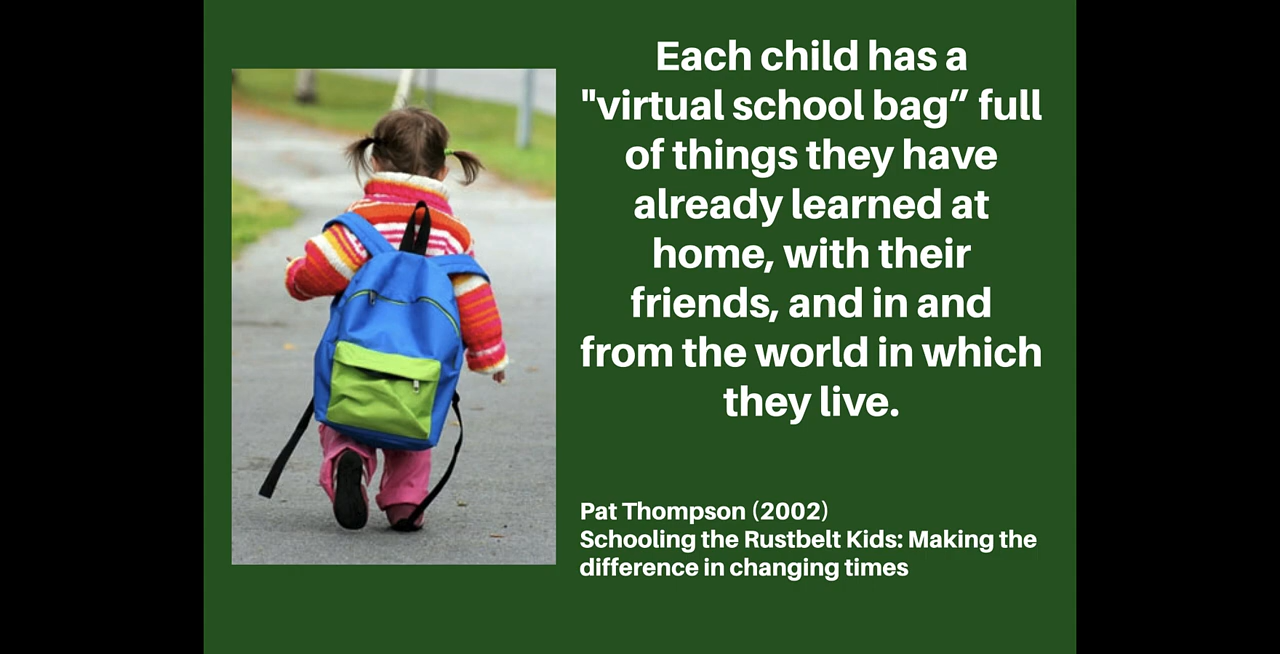 Each child has a
"virtual school bag” full
of things they have
already learned at
home, with their
friends, and in and
from the world in which
they live.
Pat Thompson (2002)
Schooling the Rustbelt Kids: Making the
difference in changing times